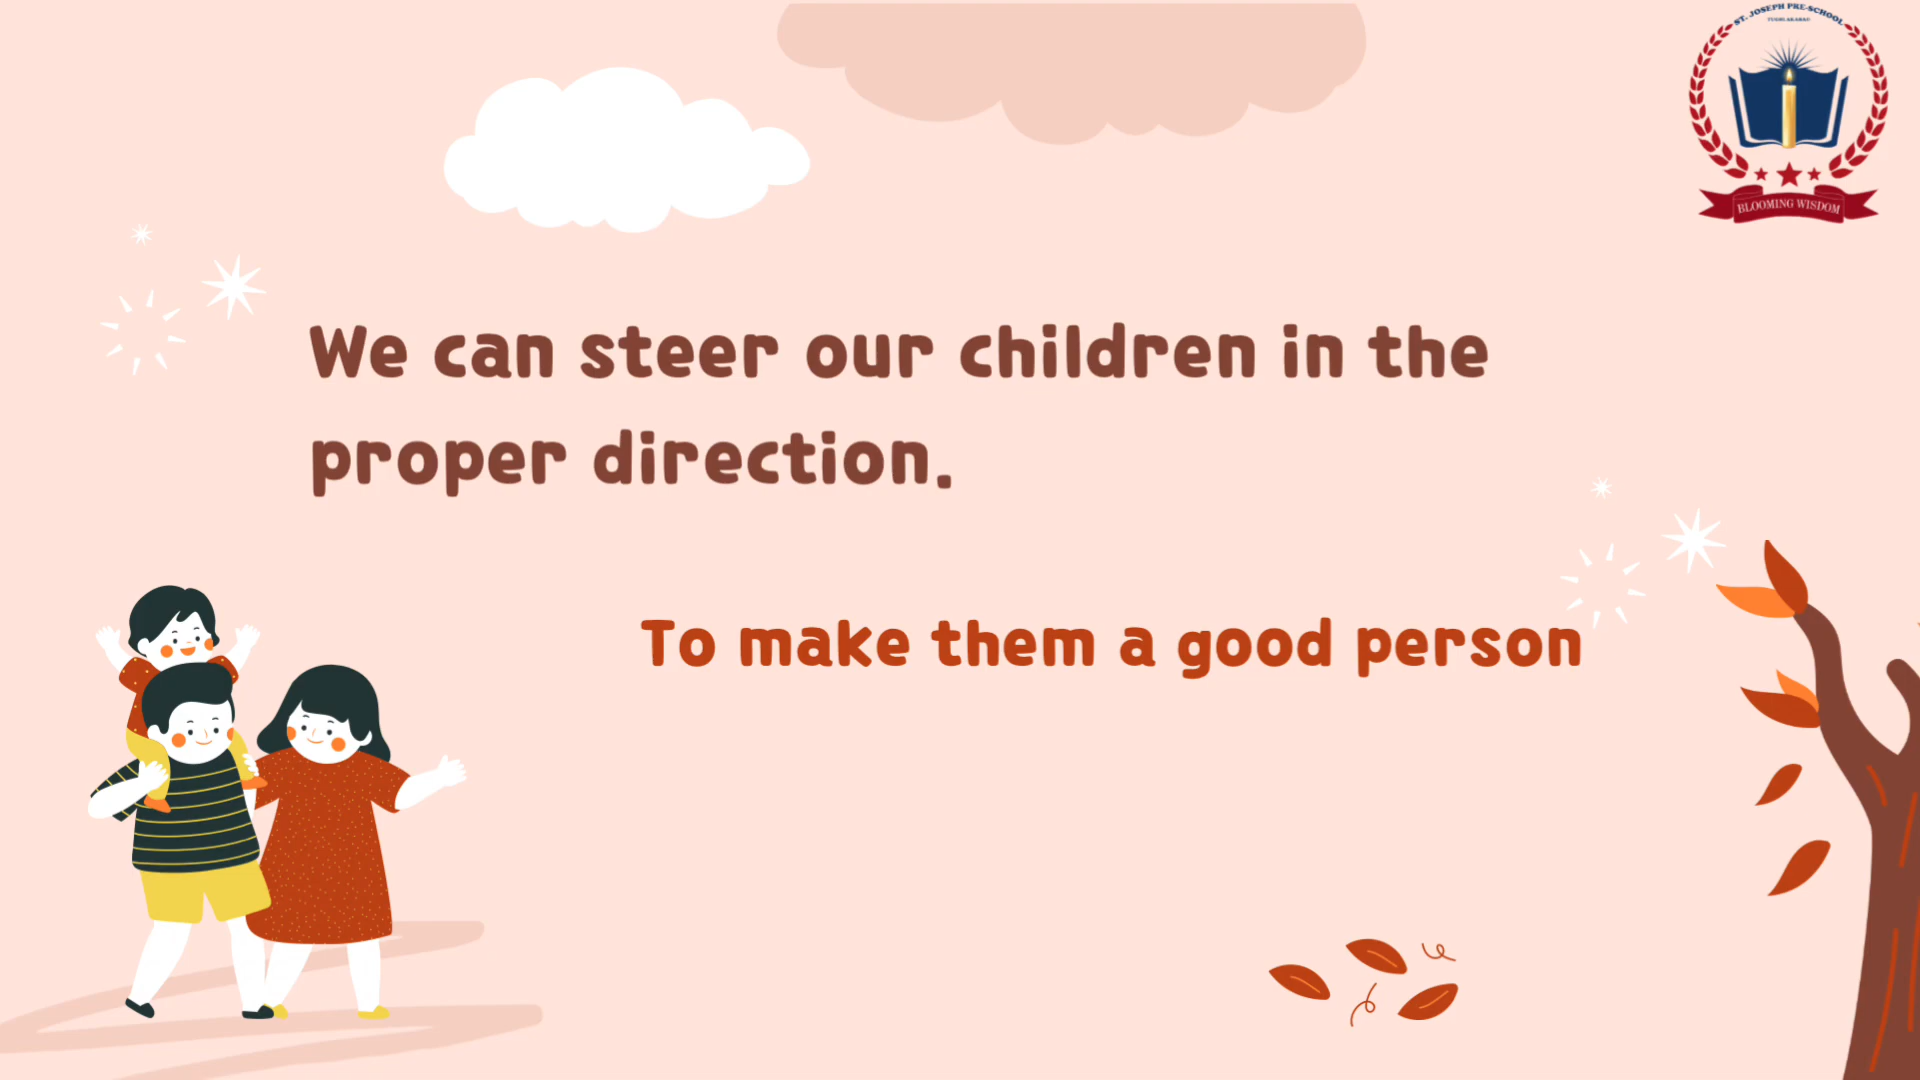 ST. JOSEPH PRE-SCHOOL
TUGHLAKABAD
BLOOMING WISDOM
We can steer our children in the
proper direction.
To make them a good person